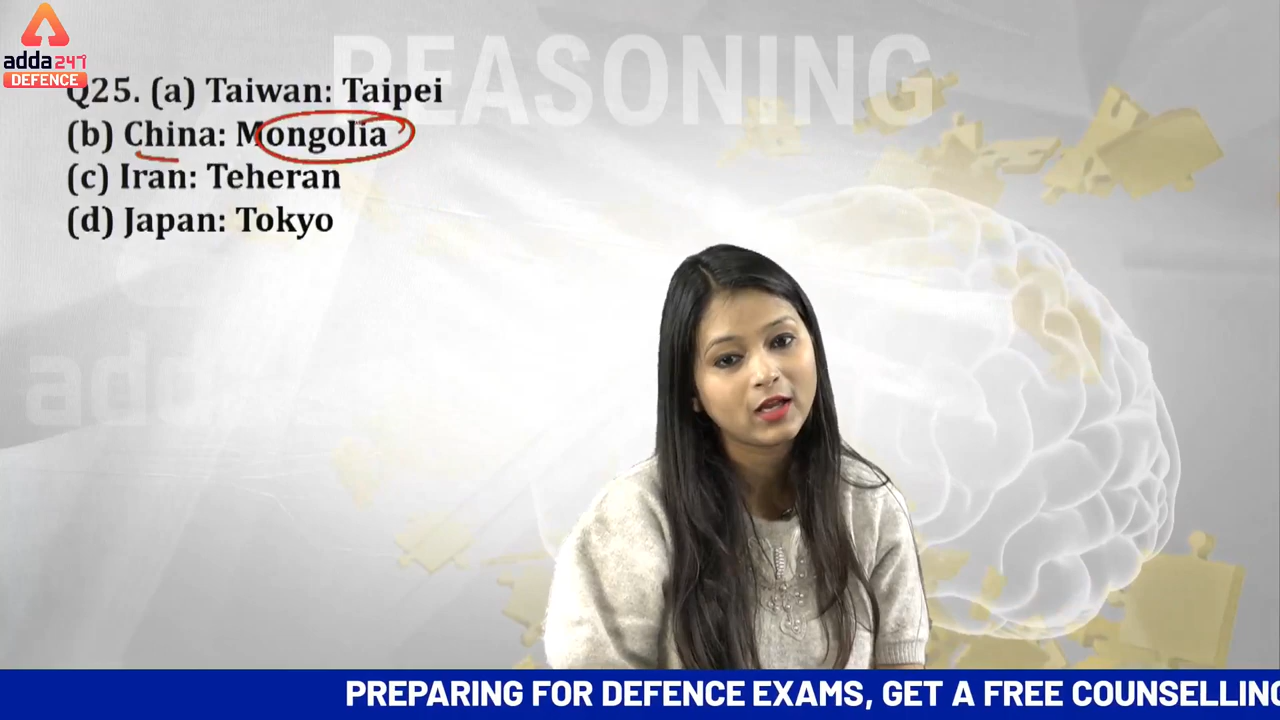 REASONING
adda247
DEFENCE
Q25. (a) Taiwan: Taipei
(b) China: Mongolia
(c) Iran: Teheran
(d) Japan: Tokyo
PREPARING FOR DEFENCE EXAMS, GET A FREE COUNSELLING